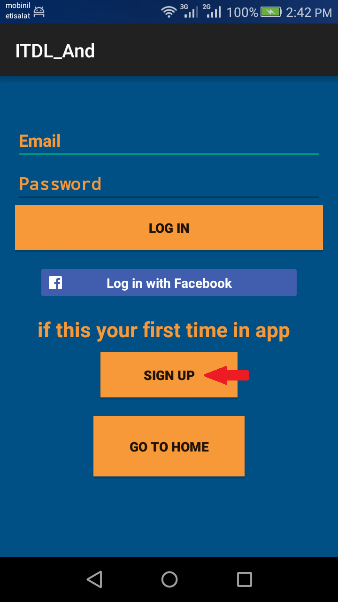 mobinil
etisalat
3G 2G 100% 2:42 PM
ITDL_And
Email
Password
LOG IN
Log in with Facebook
if this your first time in app
SIGN UP
GO TO HOME